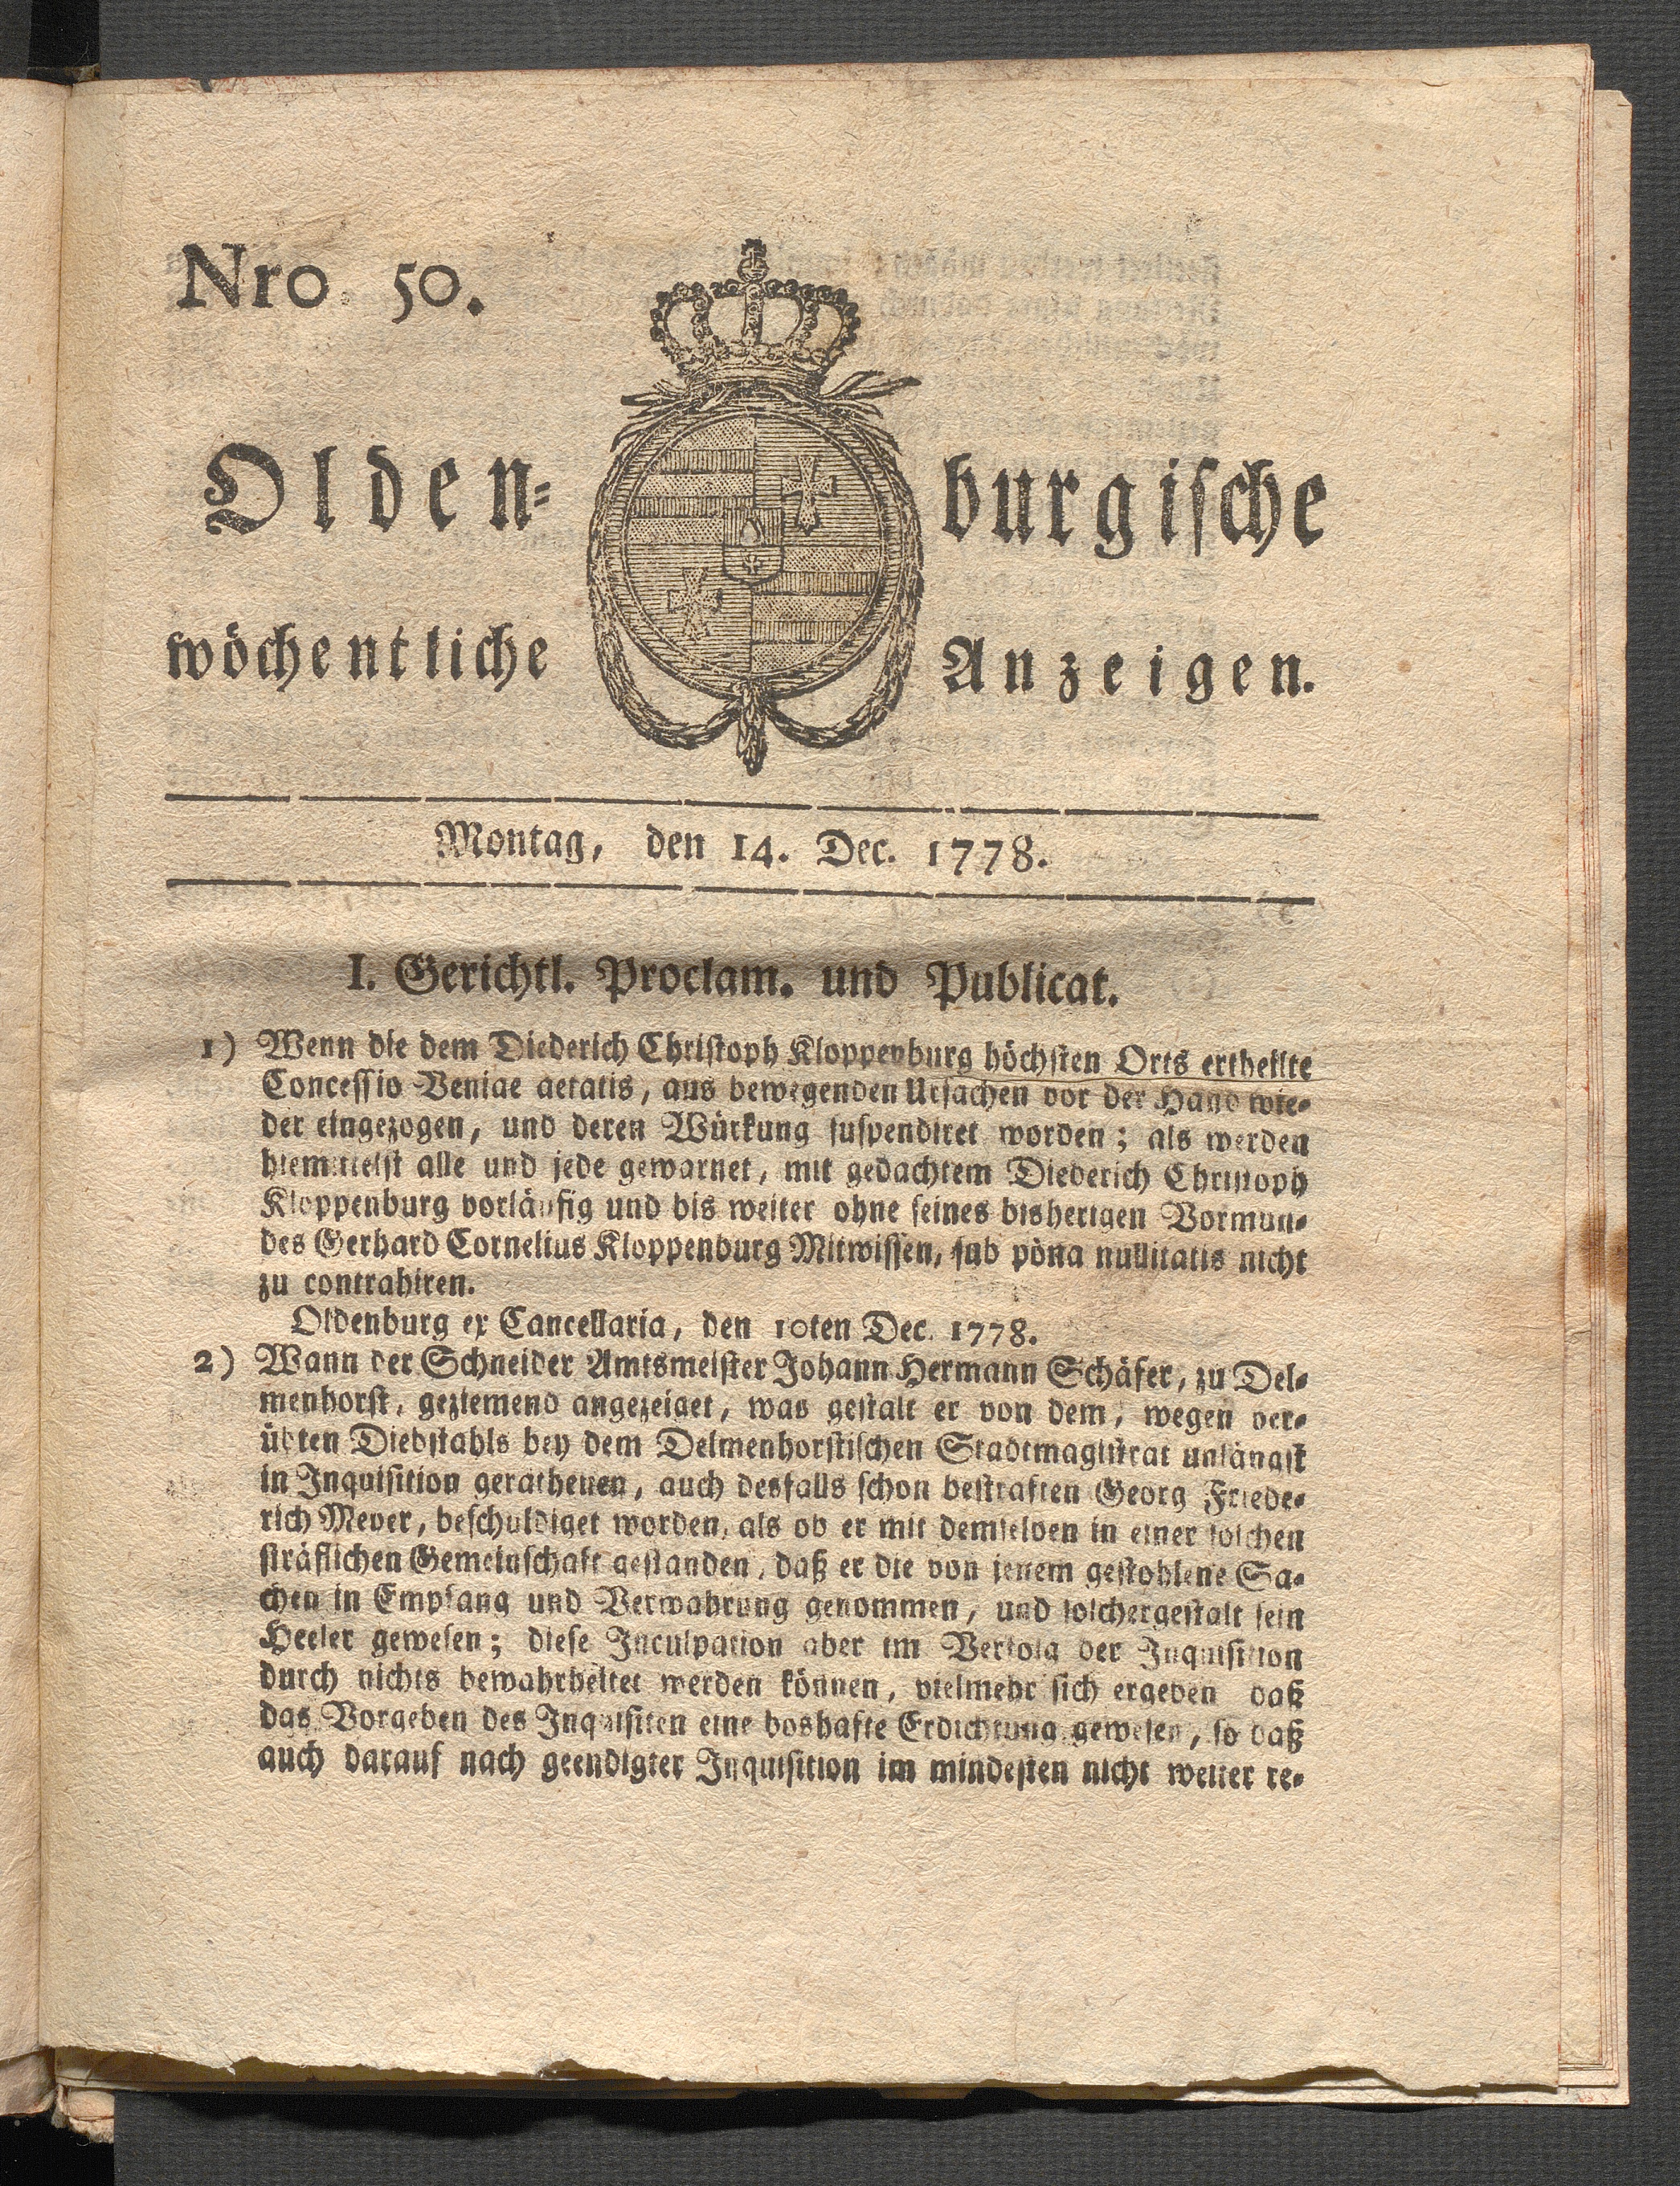 Nro. 50.
Olden= burgische
wöchentliche Anzeigen.
Montag, den 14. Dec. 1778.
I. Gerichtl. Proclam. und Publicat.
1) Wenn die dem Diederich Christoph Kloppenburg höchsten Orts ertheilte
Concessio Veniae aetatis, aus bewegenden Ursachen vor der Hand wie=
der eingezogen, und deren Würkung suspendiret worden; als werden
hiemittelst alle und jede gewarnet, mit gedachtem Diederich Christoph
Kloppenburg vorläufig und bis weiter ohne seines bisherigen Vormun=
des Gerhard Cornelius Kloppenburg Mitwissen, sub pöna nullitatis nicht
zu contrahiren.
Oldenburg ex Cancellaria, den 10ten Dec. 1778.
2) Wann der Schneider Amtsmeister Johann Hermann Schäfer, zu Del=
menhorst, geziemend angezeiget, was gestalt er von dem, wegen ver=
übten Diebstahls bey dem Delmenhorstischen Stadtmagistrat unlängst
in Inquisition gerathenen, auch desfalls schon bestraften Georg Friede=
rich Meyer, beschuldiget worden, als ob er mit demselben in einer solchen
sträflichen Gemeinschaft gestanden, daß er die von jenem gestohlene Sa=
chen in Empfang und Verwahrung genommen, und solchergestalt sein
Heeler gewesen; diese Inculpation aber im Verfolg der Inquisition
durch nichts bewahrheitet werden können, vielmehr sich ergeben daß
das Vorgeben des Inquisiten eine boshafte Erdichtung gewesen, so daß
auch darauf nach geendigter Inquisition im mindesten nicht weiter re=